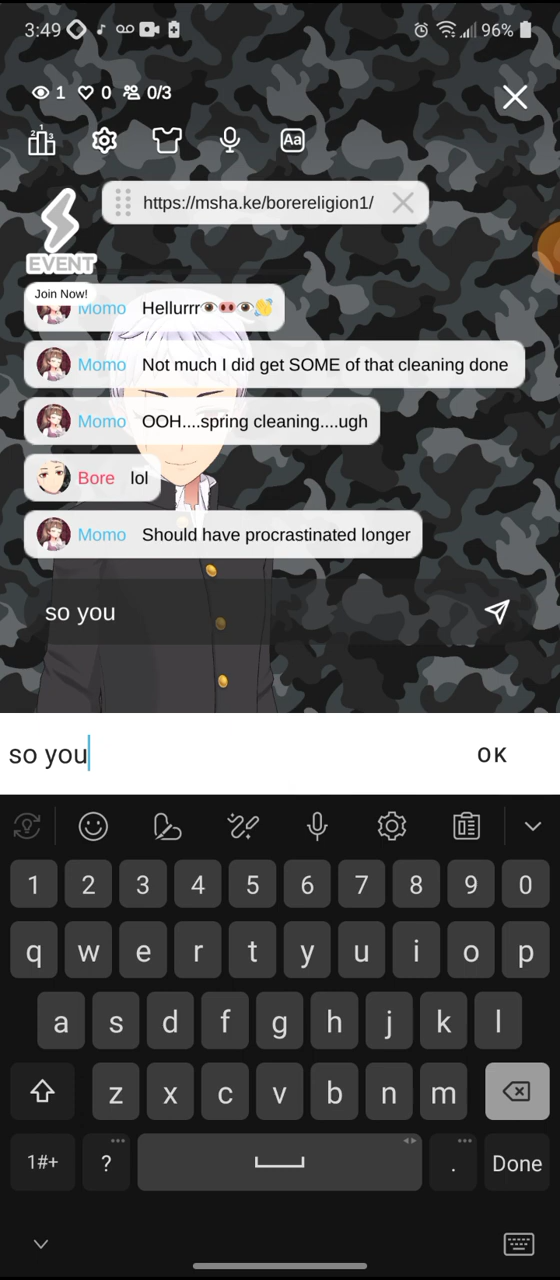 3:49 96%
1 0 0/3
Aa
https://msha.ke/borereligion1/
EVENT
Join Now!
Momo Hellurrr👁️🐽👁️👋
Momo Not much I did get SOME of that cleaning done
Momo OOH....spring cleaning....ugh
Bore lol
Momo Should have procrastinated longer
so you
so you OK
1 2 3 4 5 6 7 8 9 0
q w e r t y u i o p
a s d f g h j k l
z x c v b n m
1#+ ? . Done